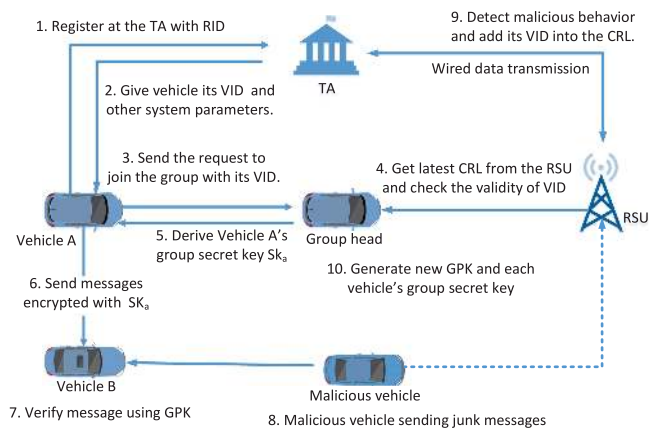 1. Register at the TA with RID
9. Detect malicious behavior
and add its VID into the CRL.
Wired data transmission
TA
2. Give vehicle its VID and
other system parameters.
3. Send the request to
join the group with its VID.
4. Get latest CRL from the RSU
and check the validity of VID
RSU
Vehicle A
5. Derive Vehicle A's
group secret key Skₐ
Group head
6. Send messages
encrypted with SKₐ
10. Generate new GPK and each
vehicle's group secret key
Vehicle B
Malicious vehicle
7. Verify message using GPK
8. Malicious vehicle sending junk messages